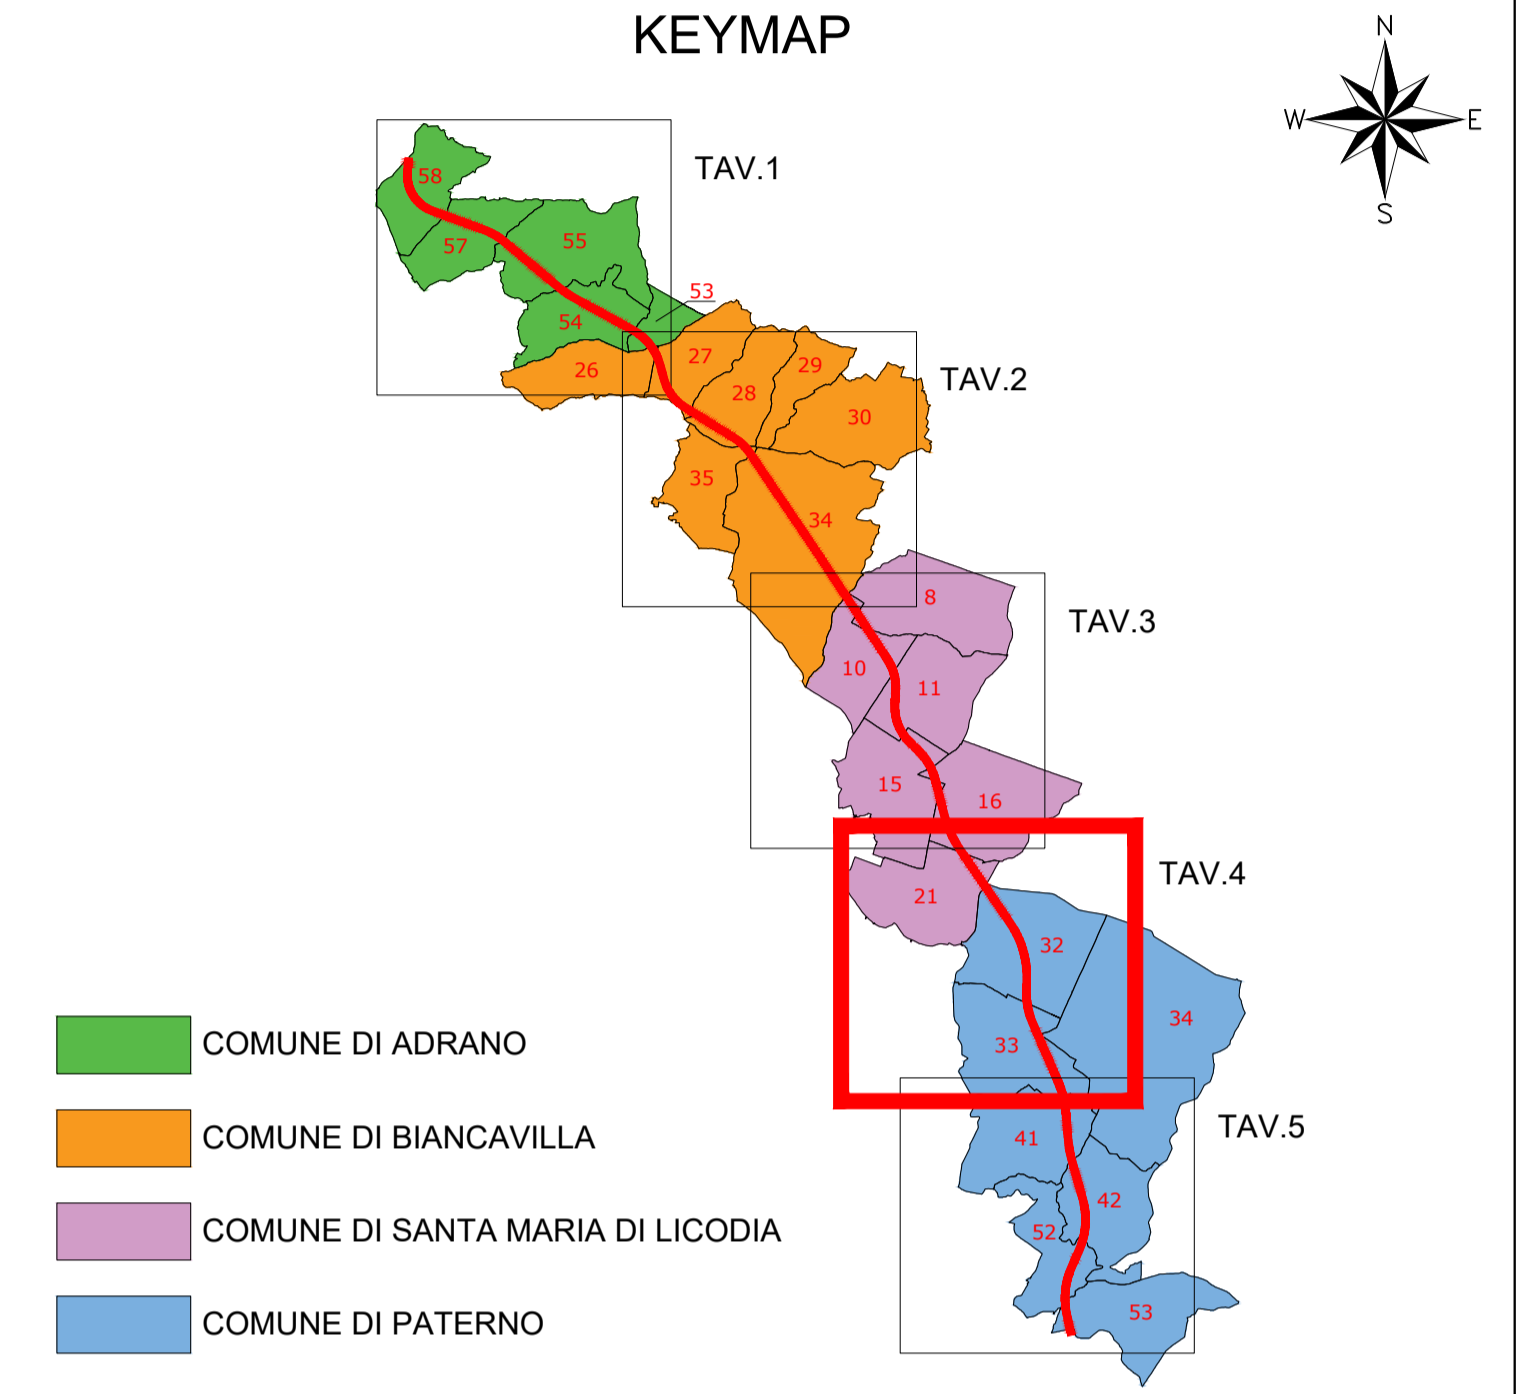 KEYMAP
N
W
E
S
TAV.1
58
57
55
53
54
26
27
28
29
30
TAV.2
35
34
8
TAV.3
10
11
15
16
TAV.4
21
32
34
33
TAV.5
41
42
52
53
COMUNE DI ADRANO
COMUNE DI BIANCAVILLA
COMUNE DI SANTA MARIA DI LICODIA
COMUNE DI PATERNO